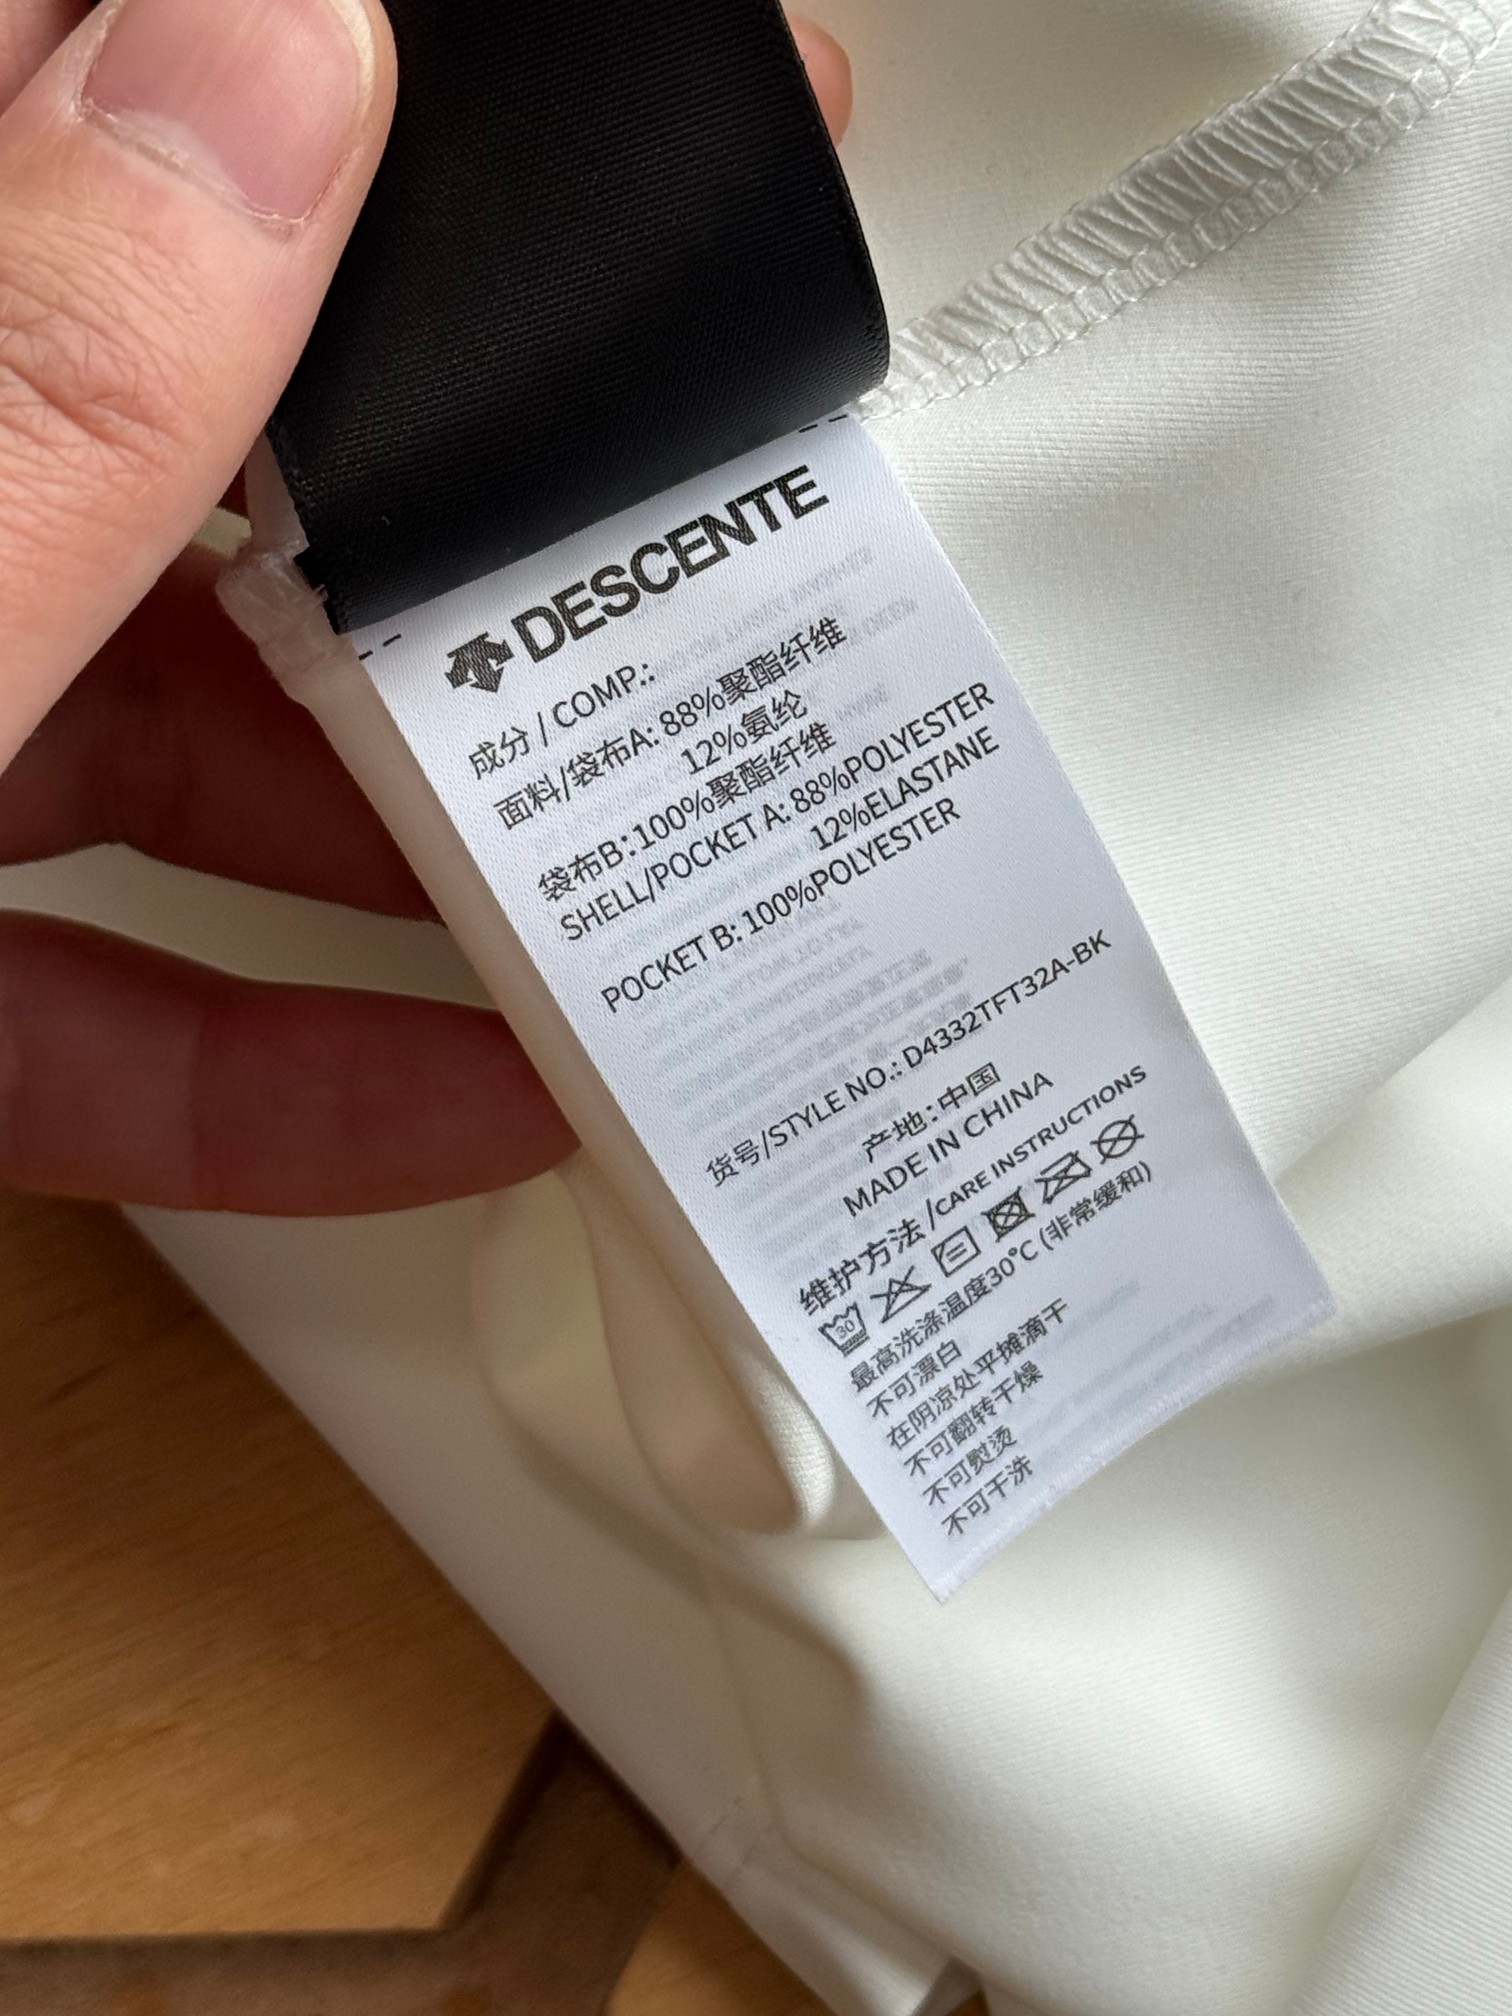 DESCENTE
成分 / COMP.:
面料/袋布A: 88%聚酯纤维
12%氨纶
袋布B:100%聚酯纤维
SHELL/POCKET A: 88%POLYESTER
12%ELASTANE
POCKET B: 100%POLYESTER
货号/STYLE NO.: D4332TFT32A-BK
产地:中国
MADE IN CHINA
维护方法 /CARE INSTRUCTIONS
30
最高洗涤温度30℃ (非常缓和)
不可漂白
在阴凉处平摊滴干
不可翻转干燥
不可熨烫
不可干洗